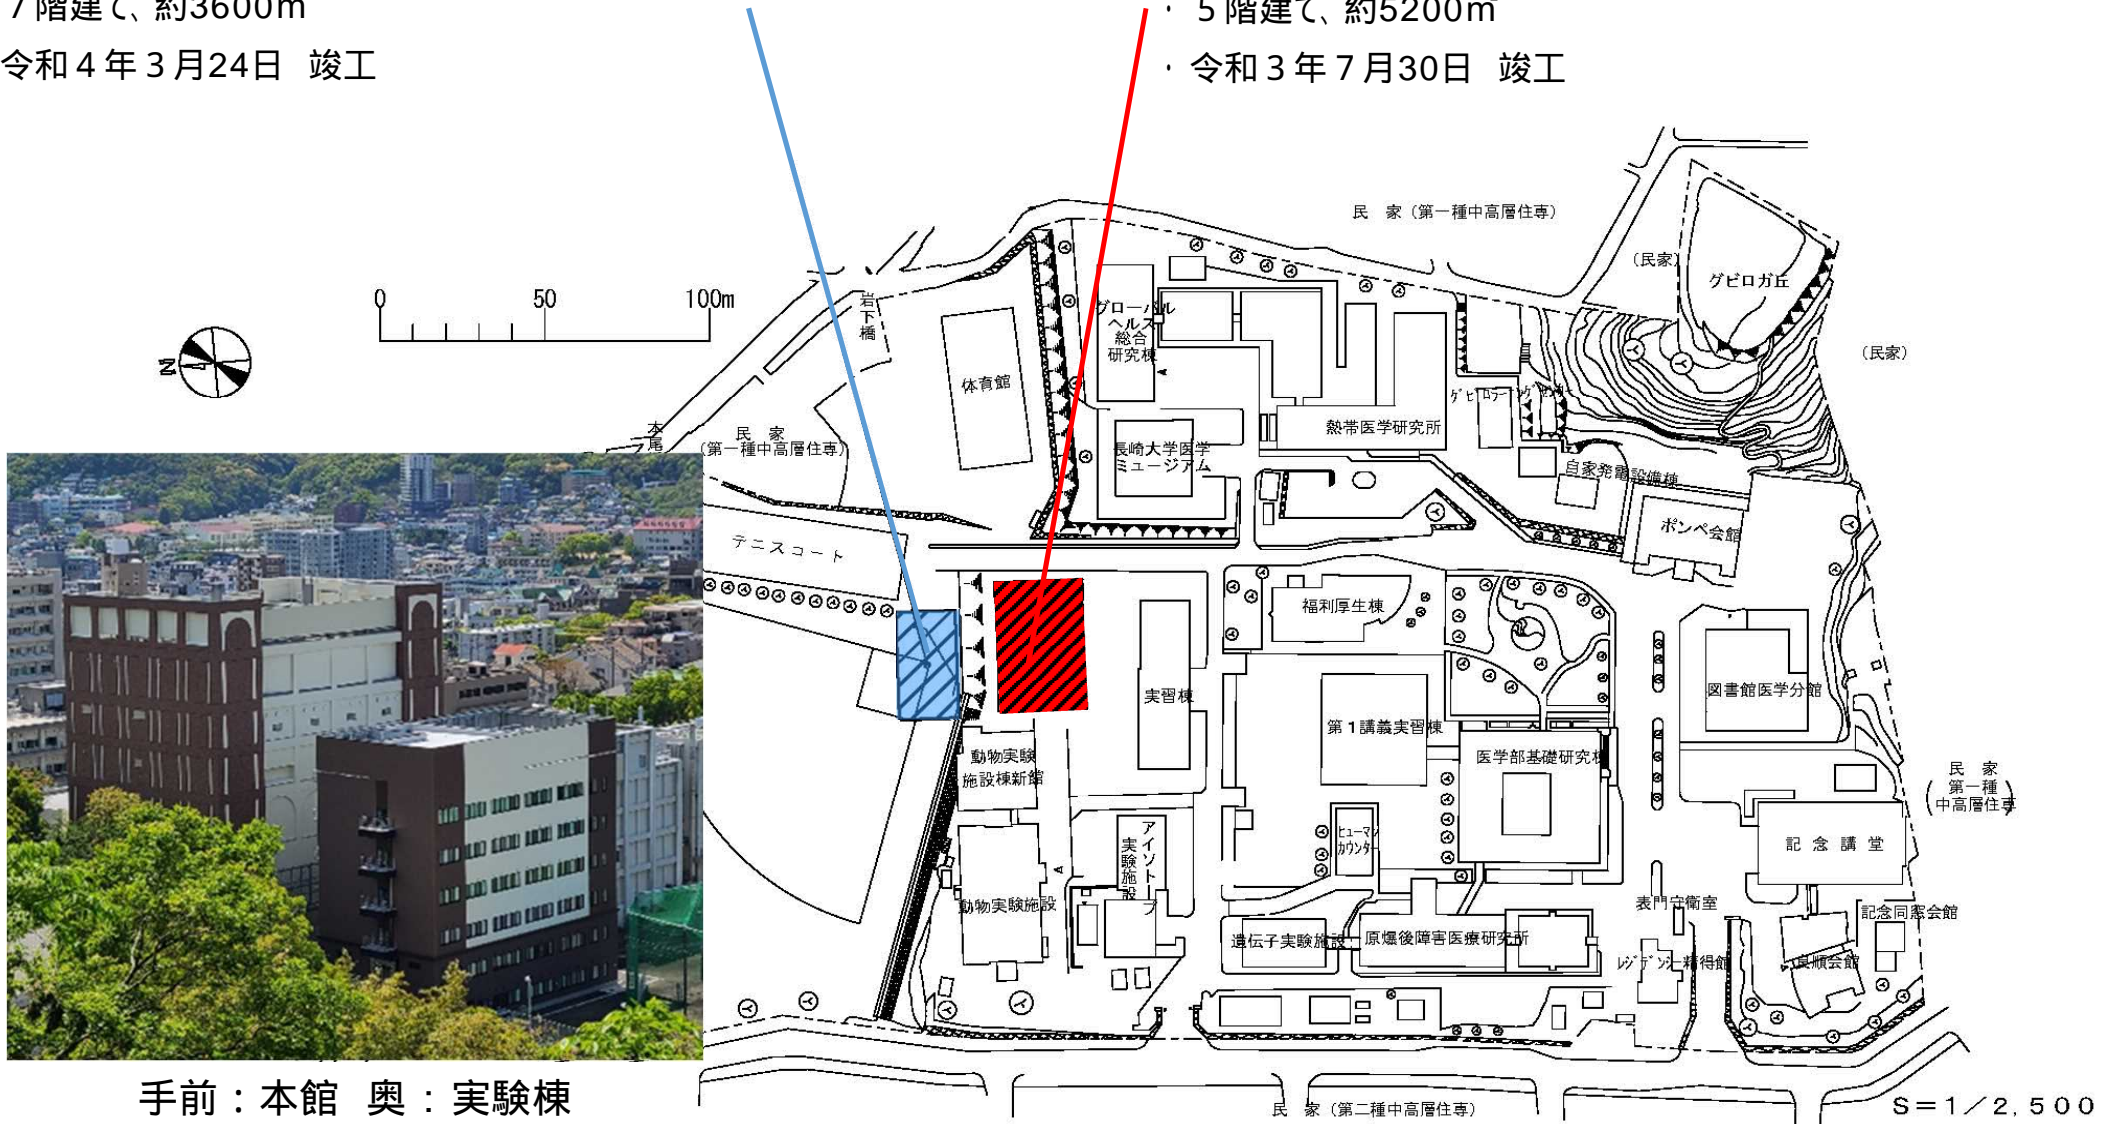 ７階建て、約3600㎡
・ ５階建て、約5200㎡
令和４年３月24日 竣工
・ 令和３年７月30日 竣工
民 家（第一種中高層住専）
（民家）
グビロガ丘
（民家）
0 50 100m
岩下橋
N
グローバル
ヘルス
総合
研究棟
体育館
本尾
民 家
（第一種中高層住専）
長崎大学医学
ミュージアム
熱帯医学研究所
自家発電設備棟
ポンペ会館
テニスコート
福利厚生棟
実習棟
第１講義実習棟
医学部基礎研究棟
図書館医学分館
動物実験
施設棟新館
民 家
第一種
中高層住専
アイソトープ
実験施設
ヒューマン
カウンター
記 念 講 堂
動物実験施設
遺伝子実験施設
原爆後障害医療研究所
表門守衛室
記念同窓会館
レジデンシー精得館
良順会館
手前：本館 奥：実験棟
民 家（第二種中高層住専）
Ｓ＝１／２，５００